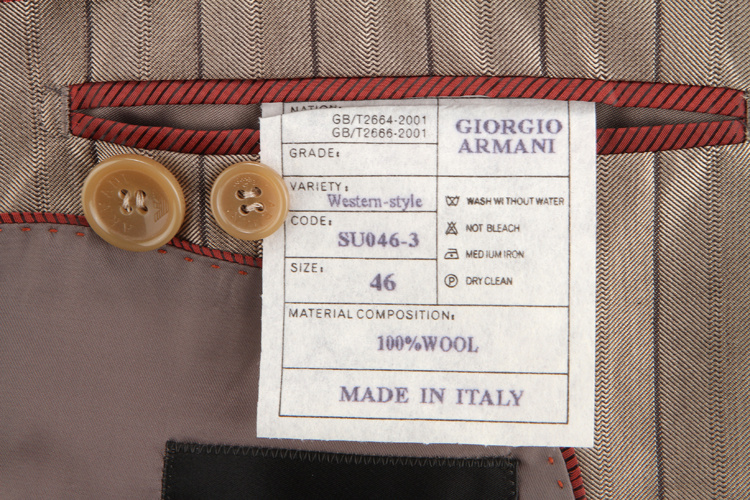 GB/T2664-2001
GB/T2666-2001
GIORGIO
ARMANI
GRADE:
VARIETY:
Western-style
CODE:
SU046-3
SIZE:
46
WASH WITHOUT WATER
NOT BLEACH
MEDIUM IRON
P DRY CLEAN
MATERIAL COMPOSITION:
100%WOOL
MADE IN ITALY